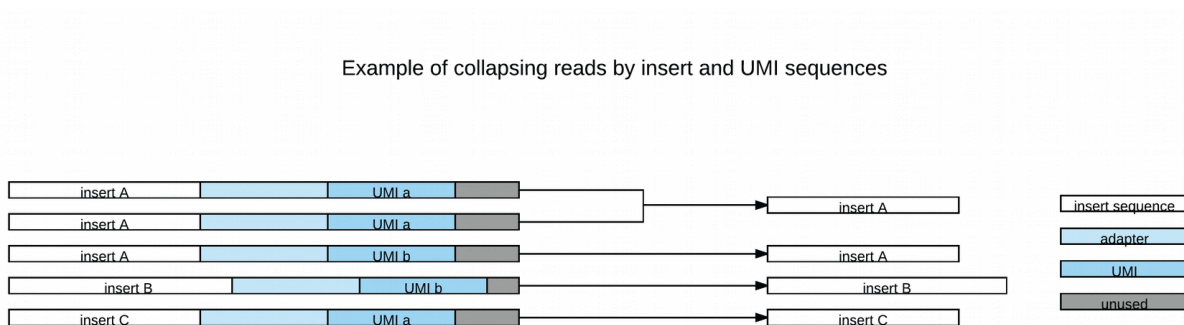 Example of collapsing reads by insert and UMI sequences
insert A UMI a
insert A UMI a
insert A UMI b
insert B UMI b
insert C UMI a
insert A
insert A
insert B
insert C
insert sequence
adapter
UMI
unused